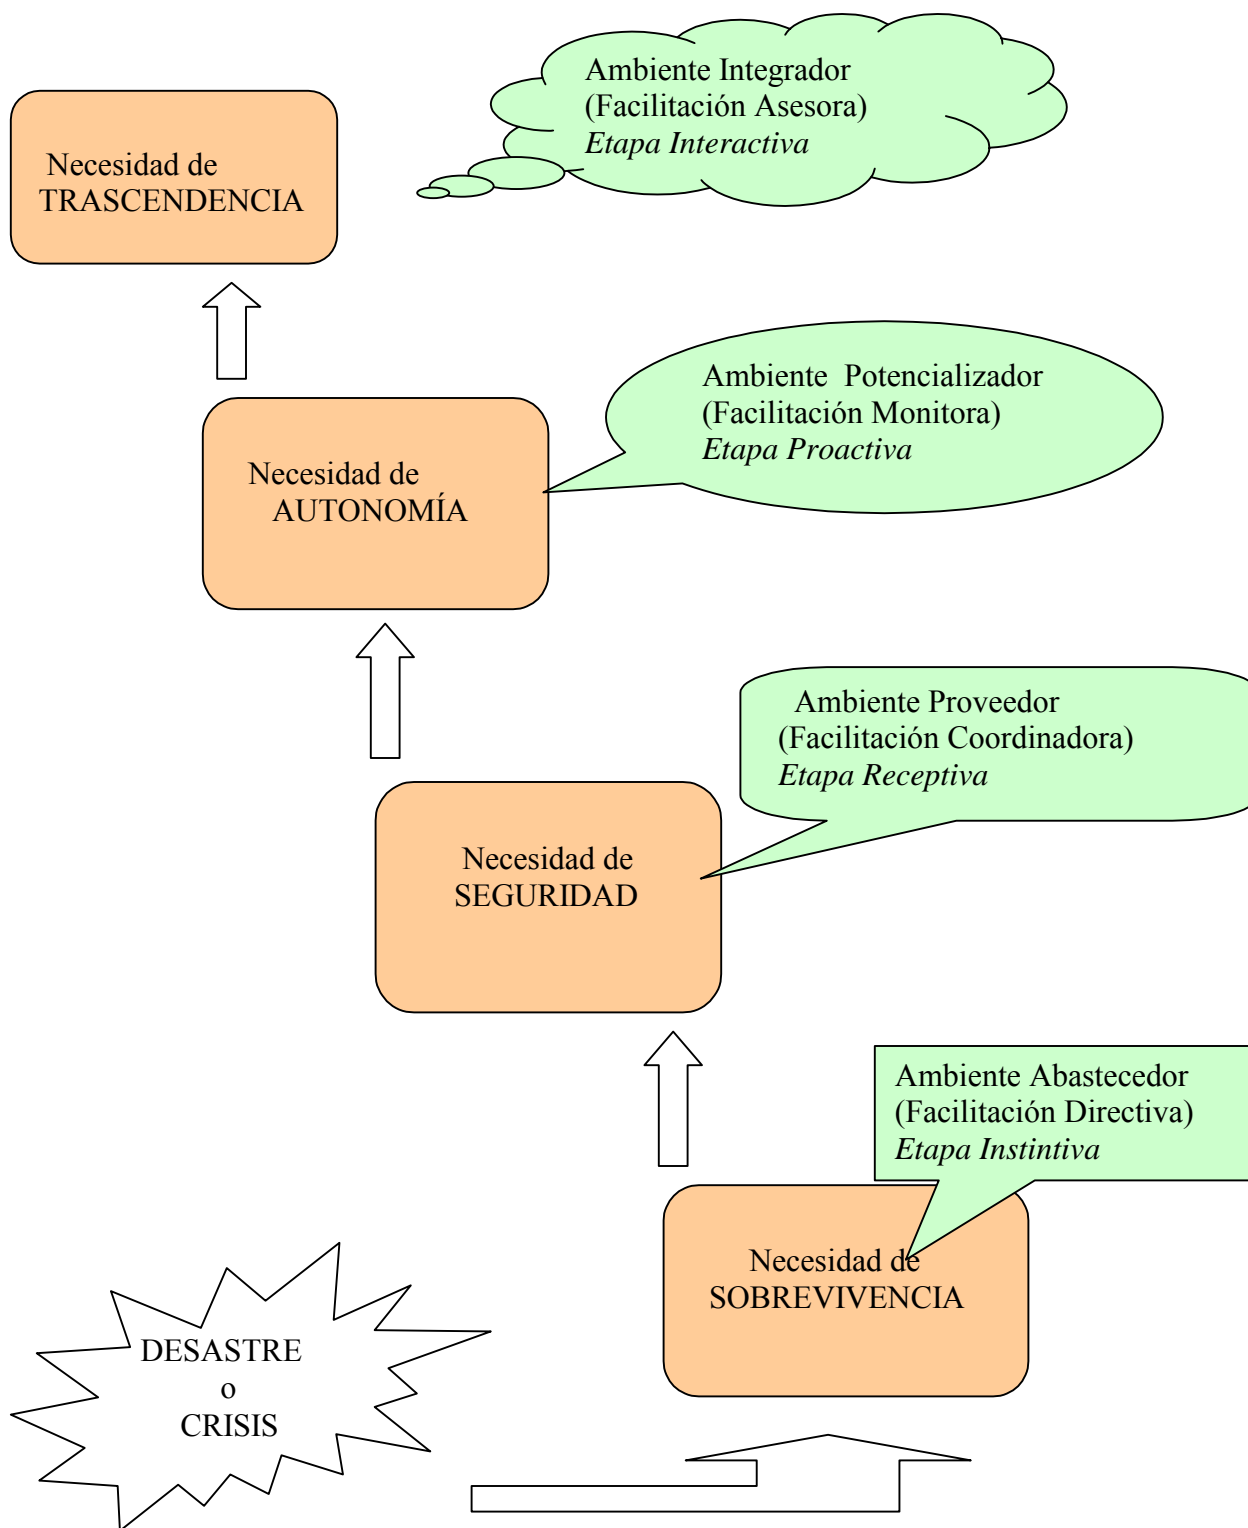 Ambiente Integrador
(Facilitación Asesora)
Etapa Interactiva
Necesidad de
TRASCENDENCIA
Ambiente Potencializador
(Facilitación Monitora)
Etapa Proactiva
Necesidad de
AUTONOMÍA
Ambiente Proveedor
(Facilitación Coordinadora)
Etapa Receptiva
Necesidad de
SEGURIDAD
Ambiente Abastecedor
(Facilitación Directiva)
Etapa Instintiva
Necesidad de
SOBREVIVENCIA
DESASTRE
o
CRISIS